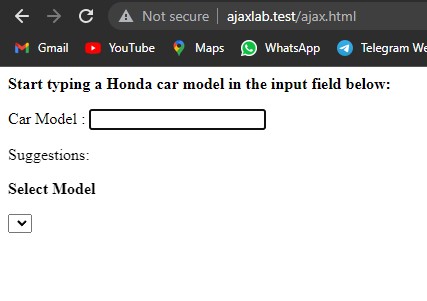 Not secure | ajaxlab.test/ajax.html
Gmail YouTube Maps WhatsApp Telegram We
Start typing a Honda car model in the input field below:
Car Model :
Suggestions:
Select Model